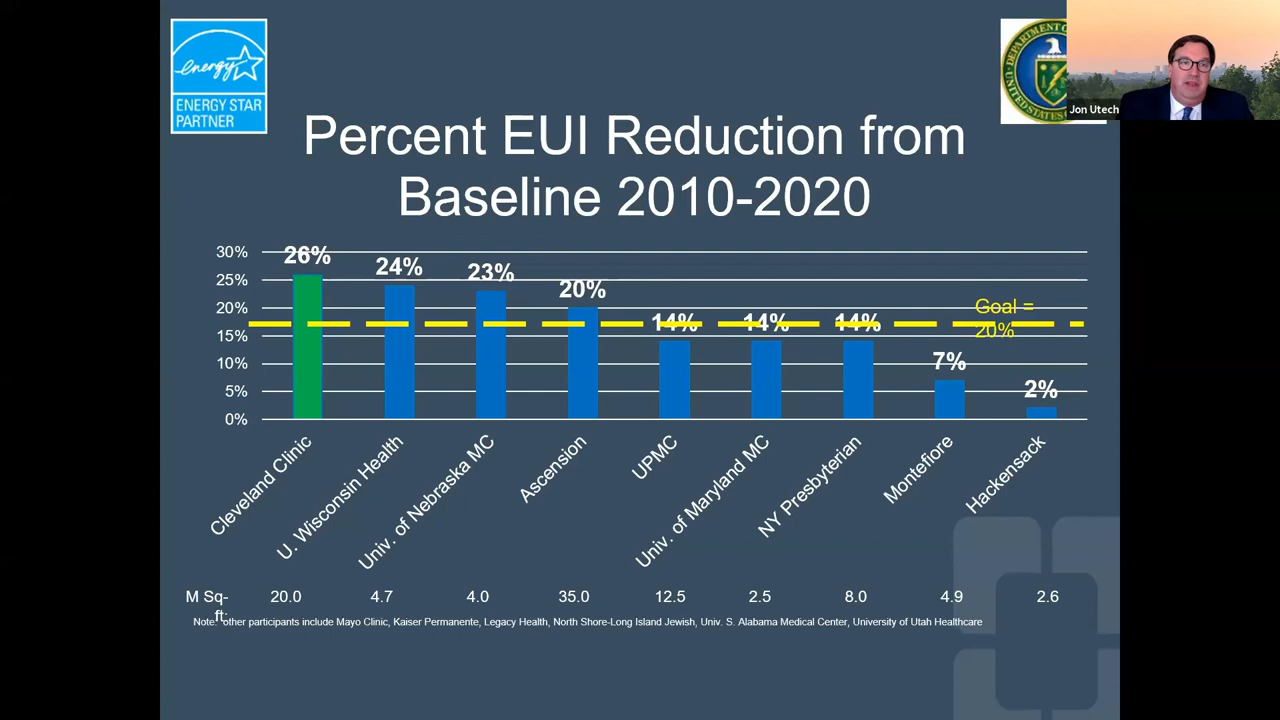 energy
ENERGY STAR
PARTNER
Jon Utech
Percent EUI Reduction from
Baseline 2010-2020
30%
25%
20%
15%
10%
5%
0%
26%
24%
23%
20%
14%
14%
14%
7%
2%
Goal =
20%
Cleveland Clinic
U. Wisconsin Health
Univ. of Nebraska MC
Ascension
UPMC
Univ. of Maryland MC
NY Presbyterian
Montefiore
Hackensack
M Sq-
ft:
20.0 4.7 4.0 35.0 12.5 2.5 8.0 4.9 2.6
Note: other participants include Mayo Clinic, Kaiser Permanente, Legacy Health, North Shore-Long Island Jewish, Univ. S. Alabama Medical Center, University of Utah Healthcare